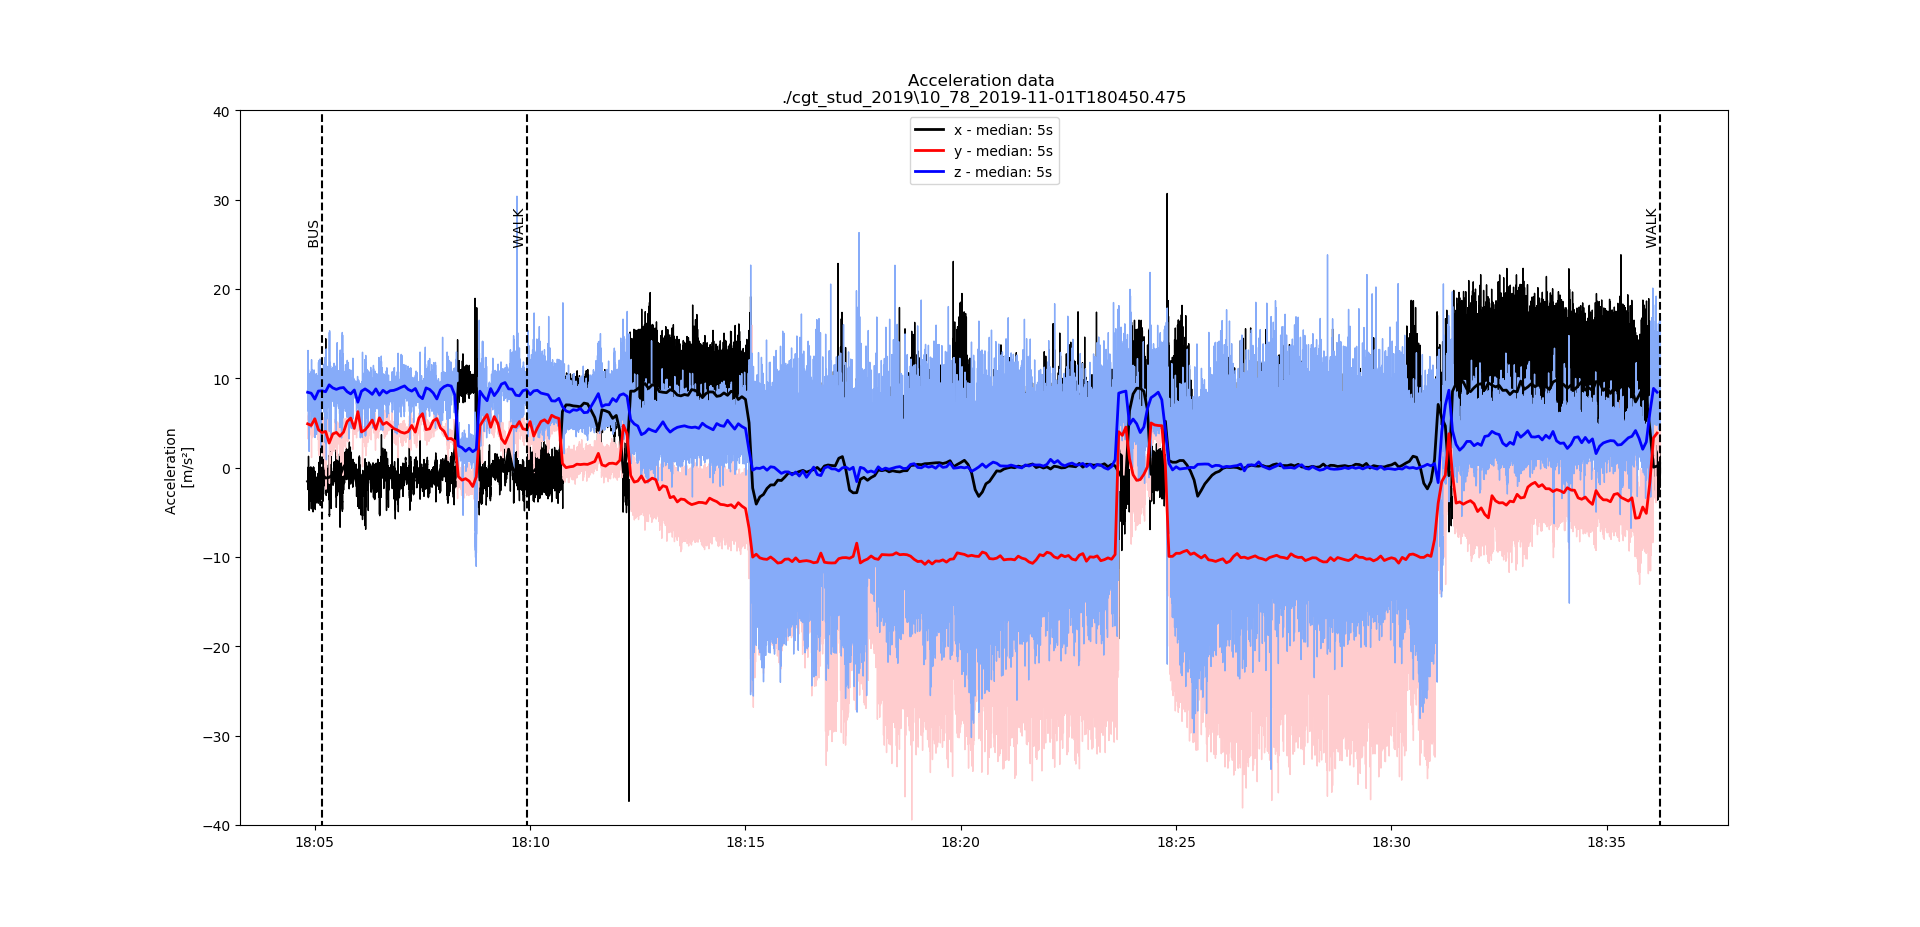 Acceleration data
./cgt_stud_2019\10_78_2019-11-01T180450.475
x - median: 5s
y - median: 5s
z - median: 5s
40
30
20
10
0
−10
−20
−30
−40
Acceleration
[m/s²]
BUS
WALK
WALK
18:05
18:10
18:15
18:20
18:25
18:30
18:35